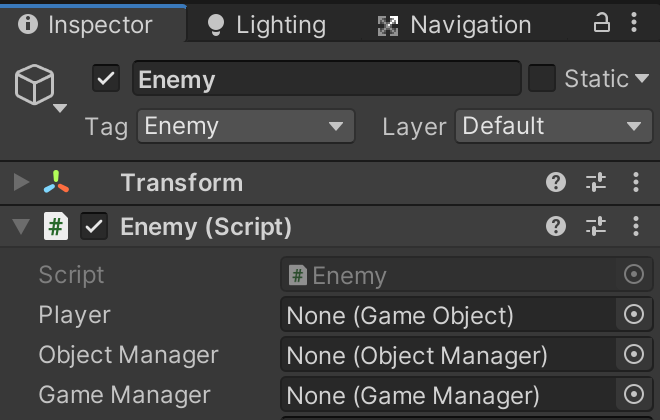 Inspector Lighting Navigation
Enemy Static
Tag Enemy Layer Default
Transform
# Enemy (Script)
Script # Enemy
Player None (Game Object)
Object Manager None (Object Manager)
Game Manager None (Game Manager)